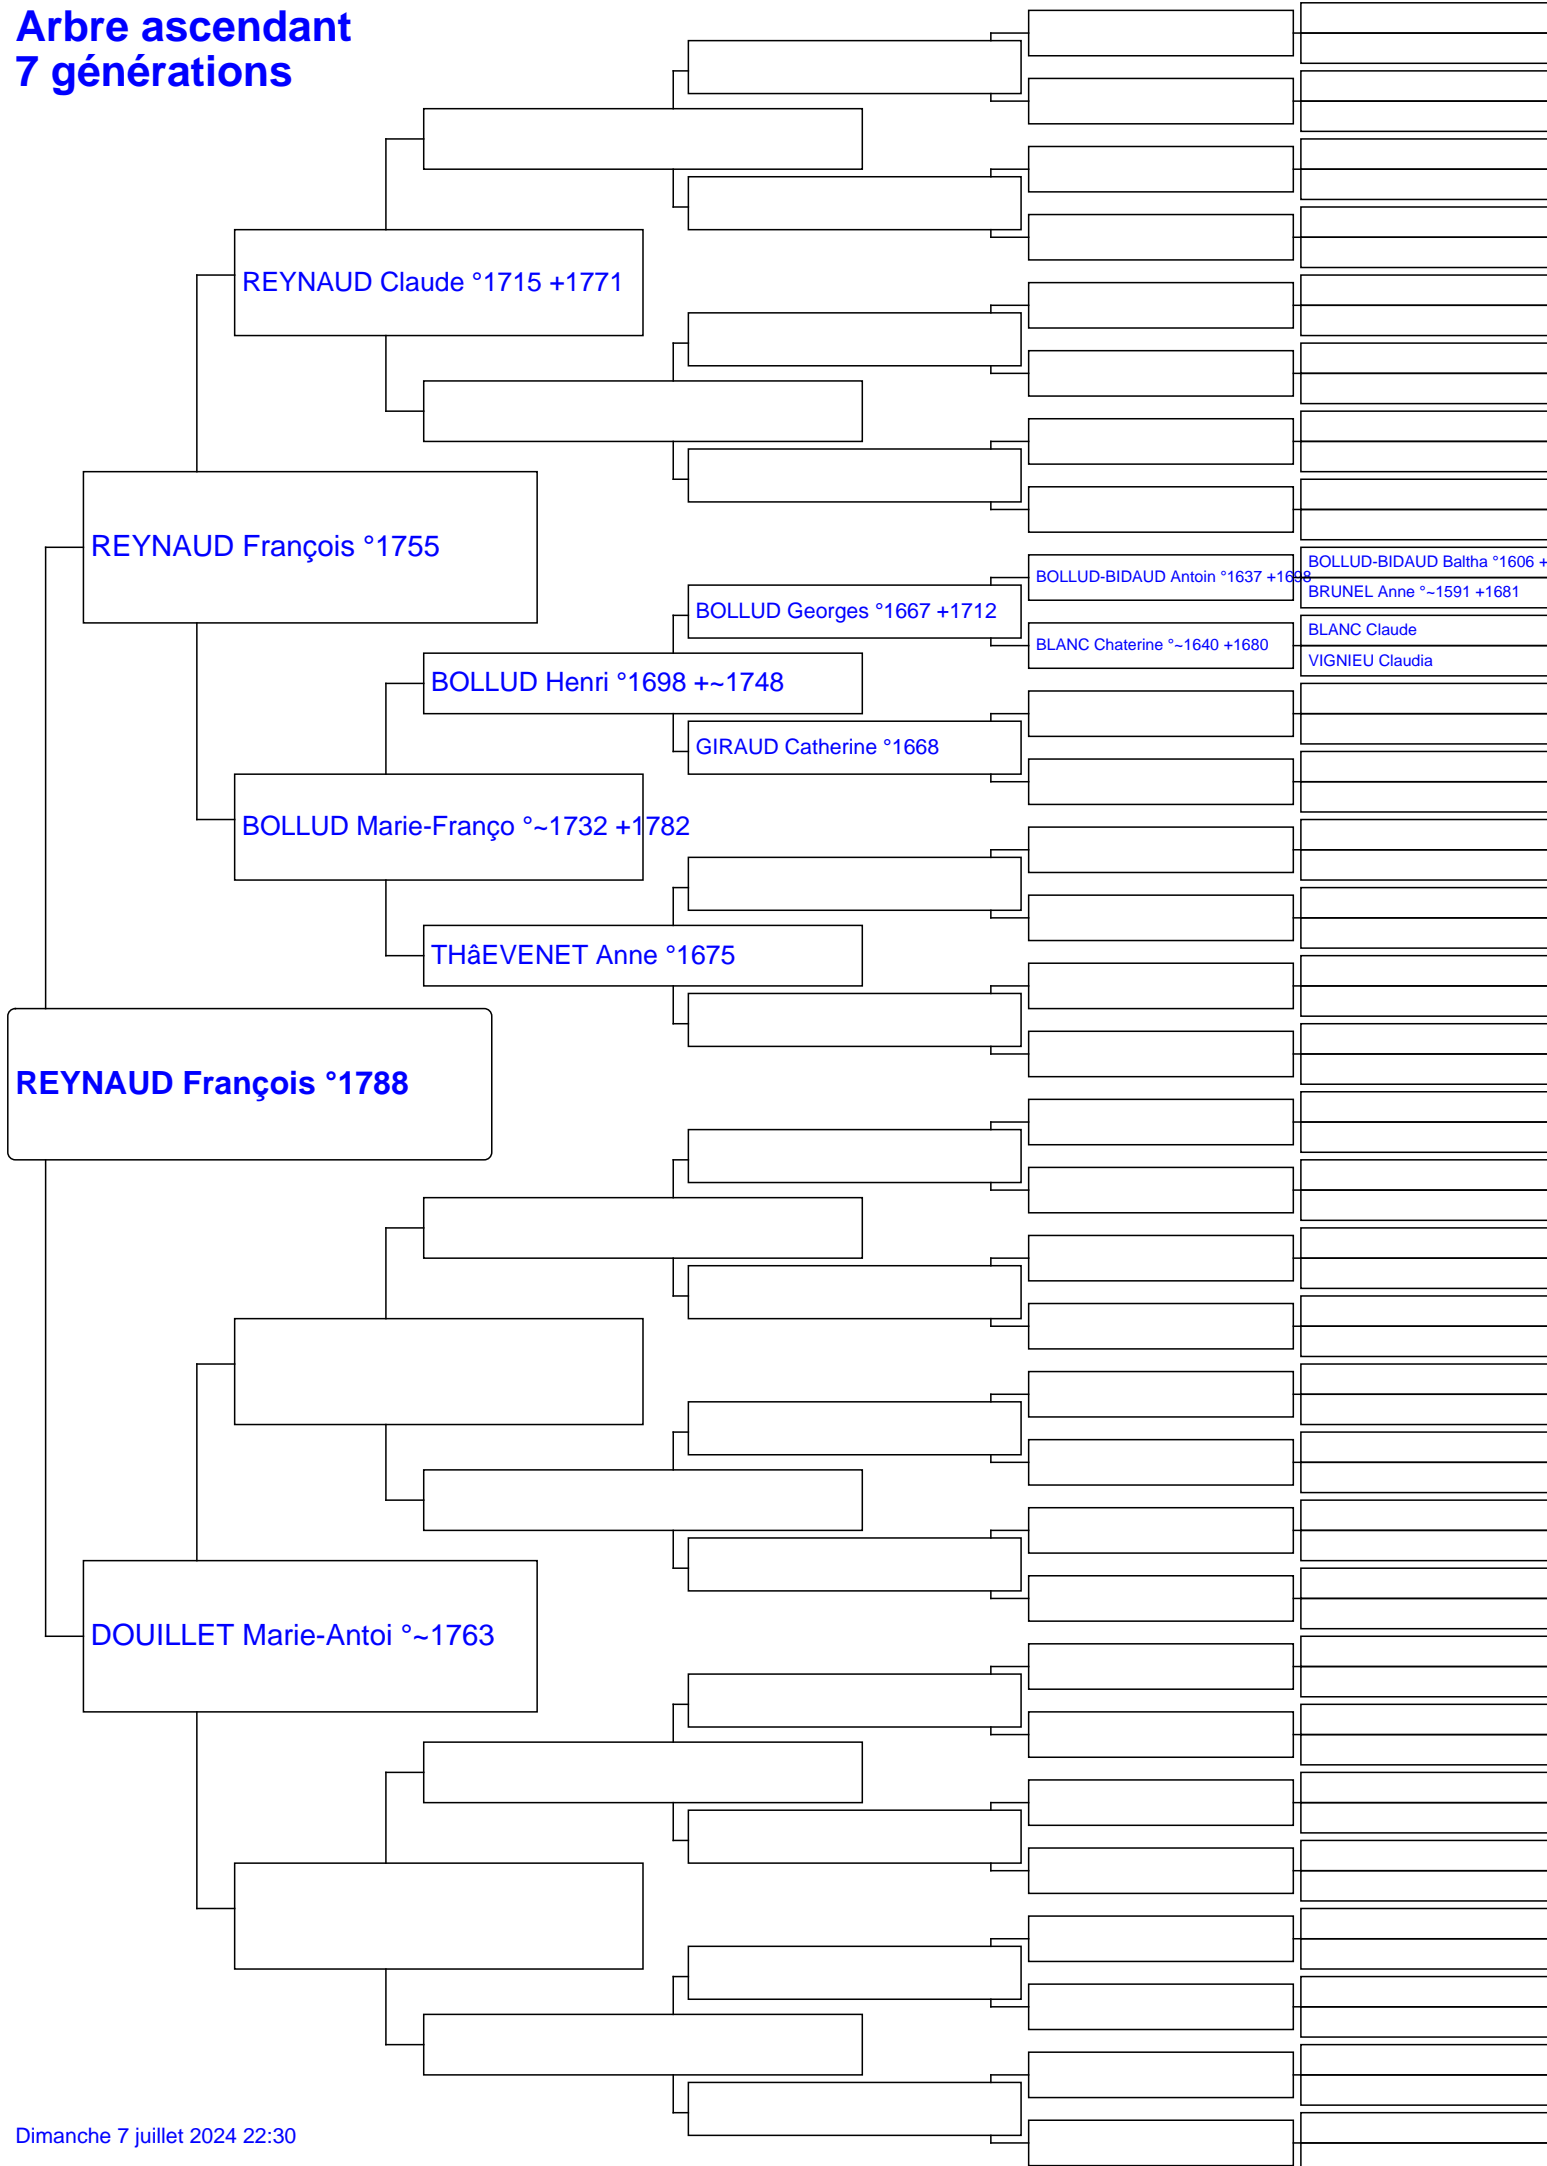 Arbre ascendant
7 générations
REYNAUD Claude °1715 +1771
REYNAUD François °1755
BOLLUD-BIDAUD Baltha °1606 +
BOLLUD-BIDAUD Antoin °1637 +1698
BRUNEL Anne °~1591 +1681
BOLLUD Georges °1667 +1712
BLANC Claude
BLANC Chaterine °~1640 +1680
VIGNIEU Claudia
BOLLUD Henri °1698 +~1748
GIRAUD Catherine °1668
BOLLUD Marie-Franço °~1732 +1782
THâEVENET Anne °1675
REYNAUD François °1788
DOUILLET Marie-Antoi °~1763
Dimanche 7 juillet 2024 22:30